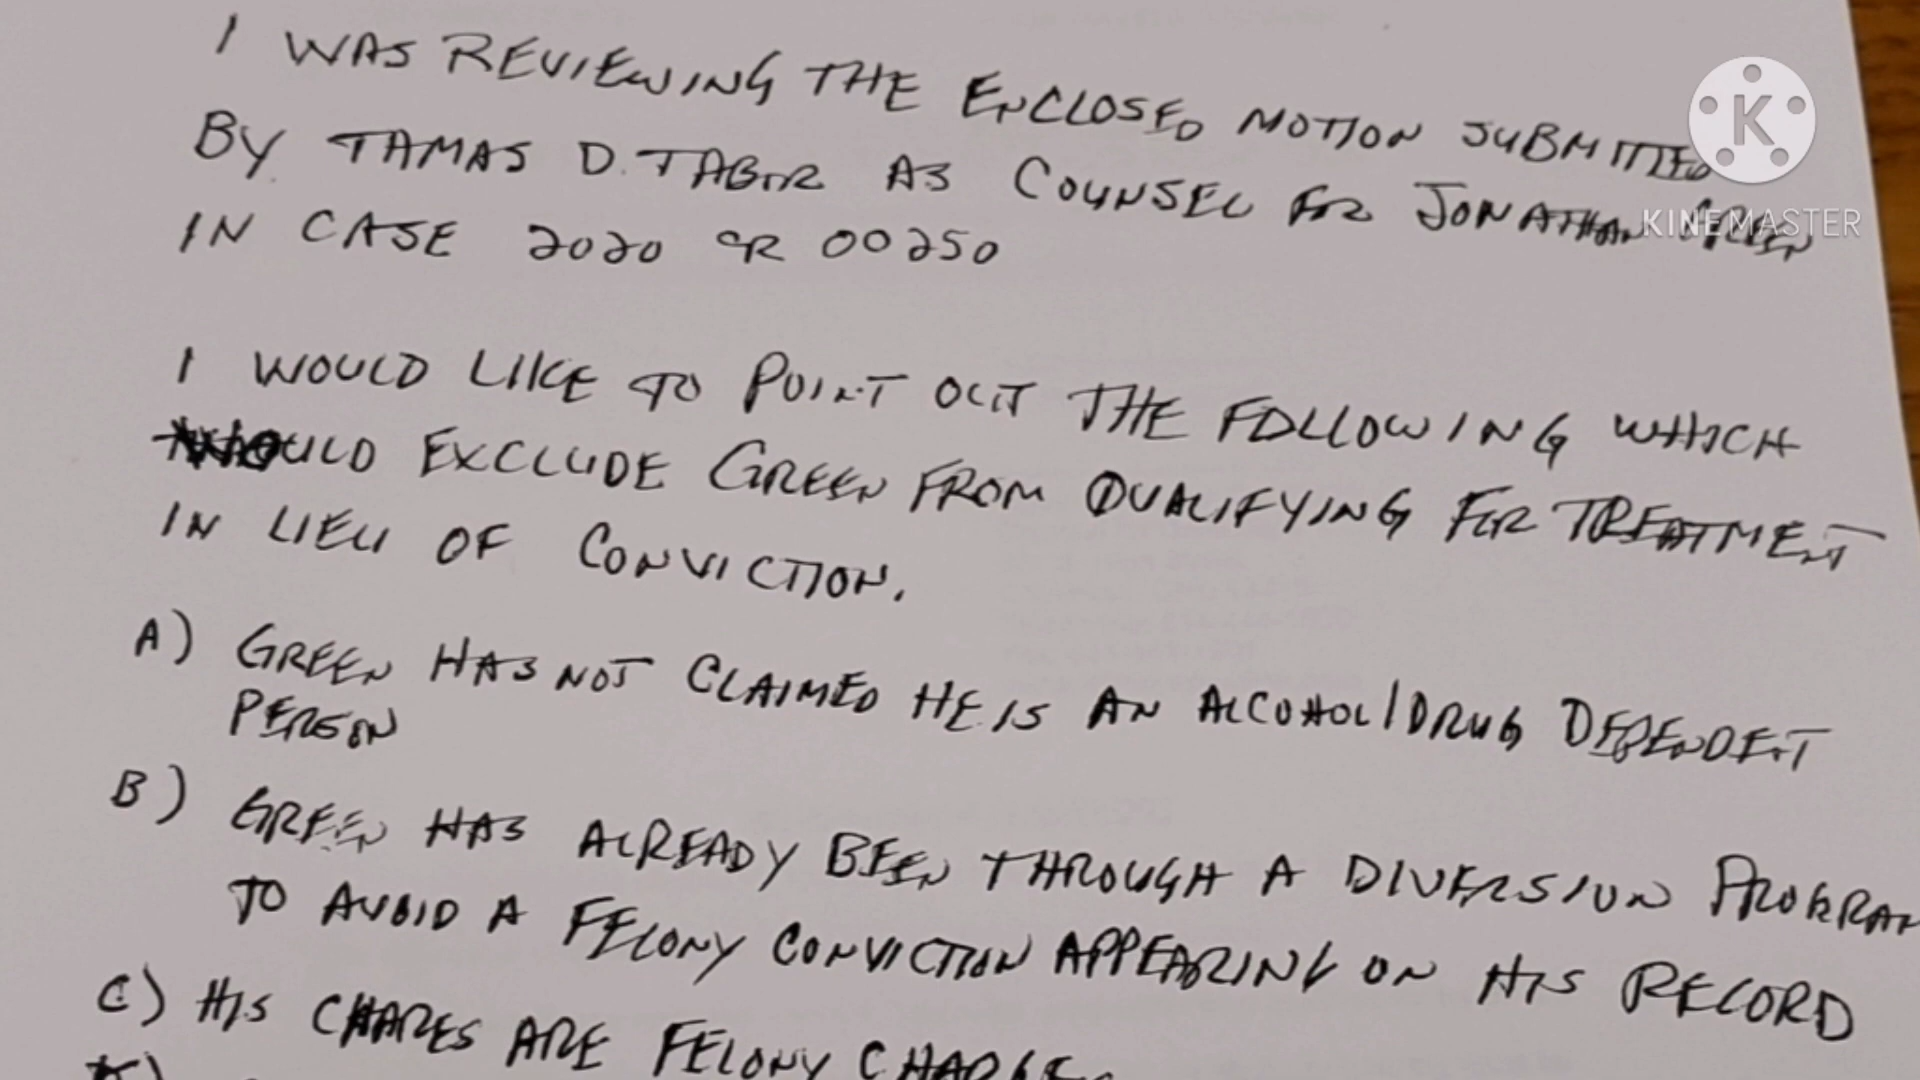 I WAS REVIEWING THE ENCLOSED MOTION SUBMITTED
BY TAMAS D. TABOR AS COUNSEL FOR JONATHAN GREEN
IN CASE 2020 CR 00250
I WOULD LIKE TO POINT OUT THE FOLLOWING WHICH
WOULD EXCLUDE GREEN FROM QUALIFYING FOR TREATMENT
IN LIEU OF CONVICTION.
A) GREEN HAS NOT CLAIMED HE IS AN ALCOHOL/DRUG DEPENDENT
PERSON
B) GREEN HAS ALREADY BEEN THROUGH A DIVERSION PROGRAM
TO AVOID A FELONY CONVICTION APPEARING ON HIS RECORD
C) HIS CHARES ARE FELONY CHARGES
K
KINEMASTER